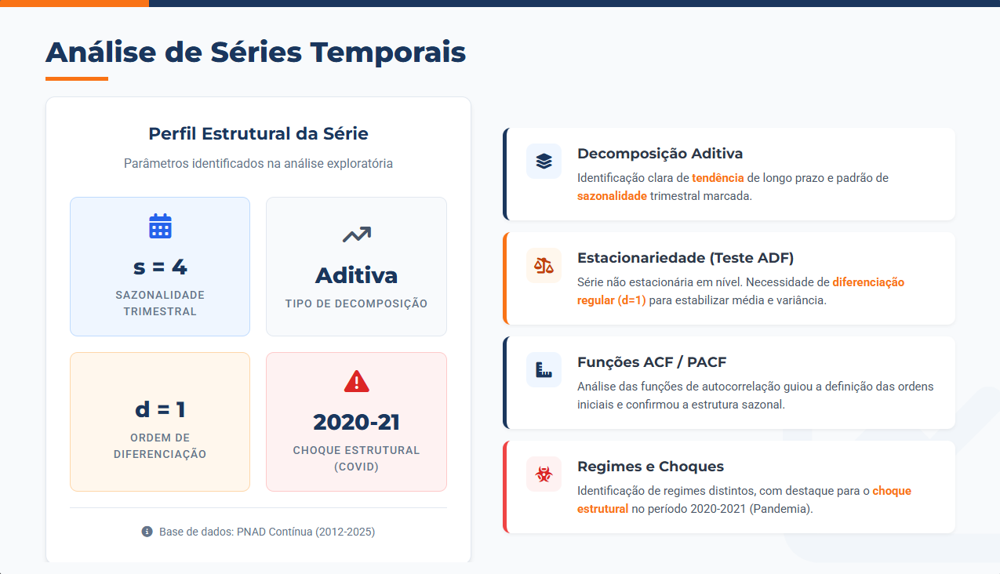 Análise de Séries Temporais
Perfil Estrutural da Série
Parâmetros identificados na análise exploratória
s = 4
SAZONALIDADE
TRIMESTRAL
Aditiva
TIPO DE DECOMPOSIÇÃO
d = 1
ORDEM DE
DIFERENCIAÇÃO
2020-21
CHOQUE ESTRUTURAL
(COVID)
Base de dados: PNAD Contínua (2012-2025)
Decomposição Aditiva
Identificação clara de tendência de longo prazo e padrão de
sazonalidade trimestral marcada.
Estacionariedade (Teste ADF)
Série não estacionária em nível. Necessidade de diferenciação
regular (d=1) para estabilizar média e variância.
Funções ACF / PACF
Análise das funções de autocorrelação guiou a definição das ordens
iniciais e confirmou a estrutura sazonal.
Regimes e Choques
Identificação de regimes distintos, com destaque para o choque
estrutural no período 2020-2021 (Pandemia).